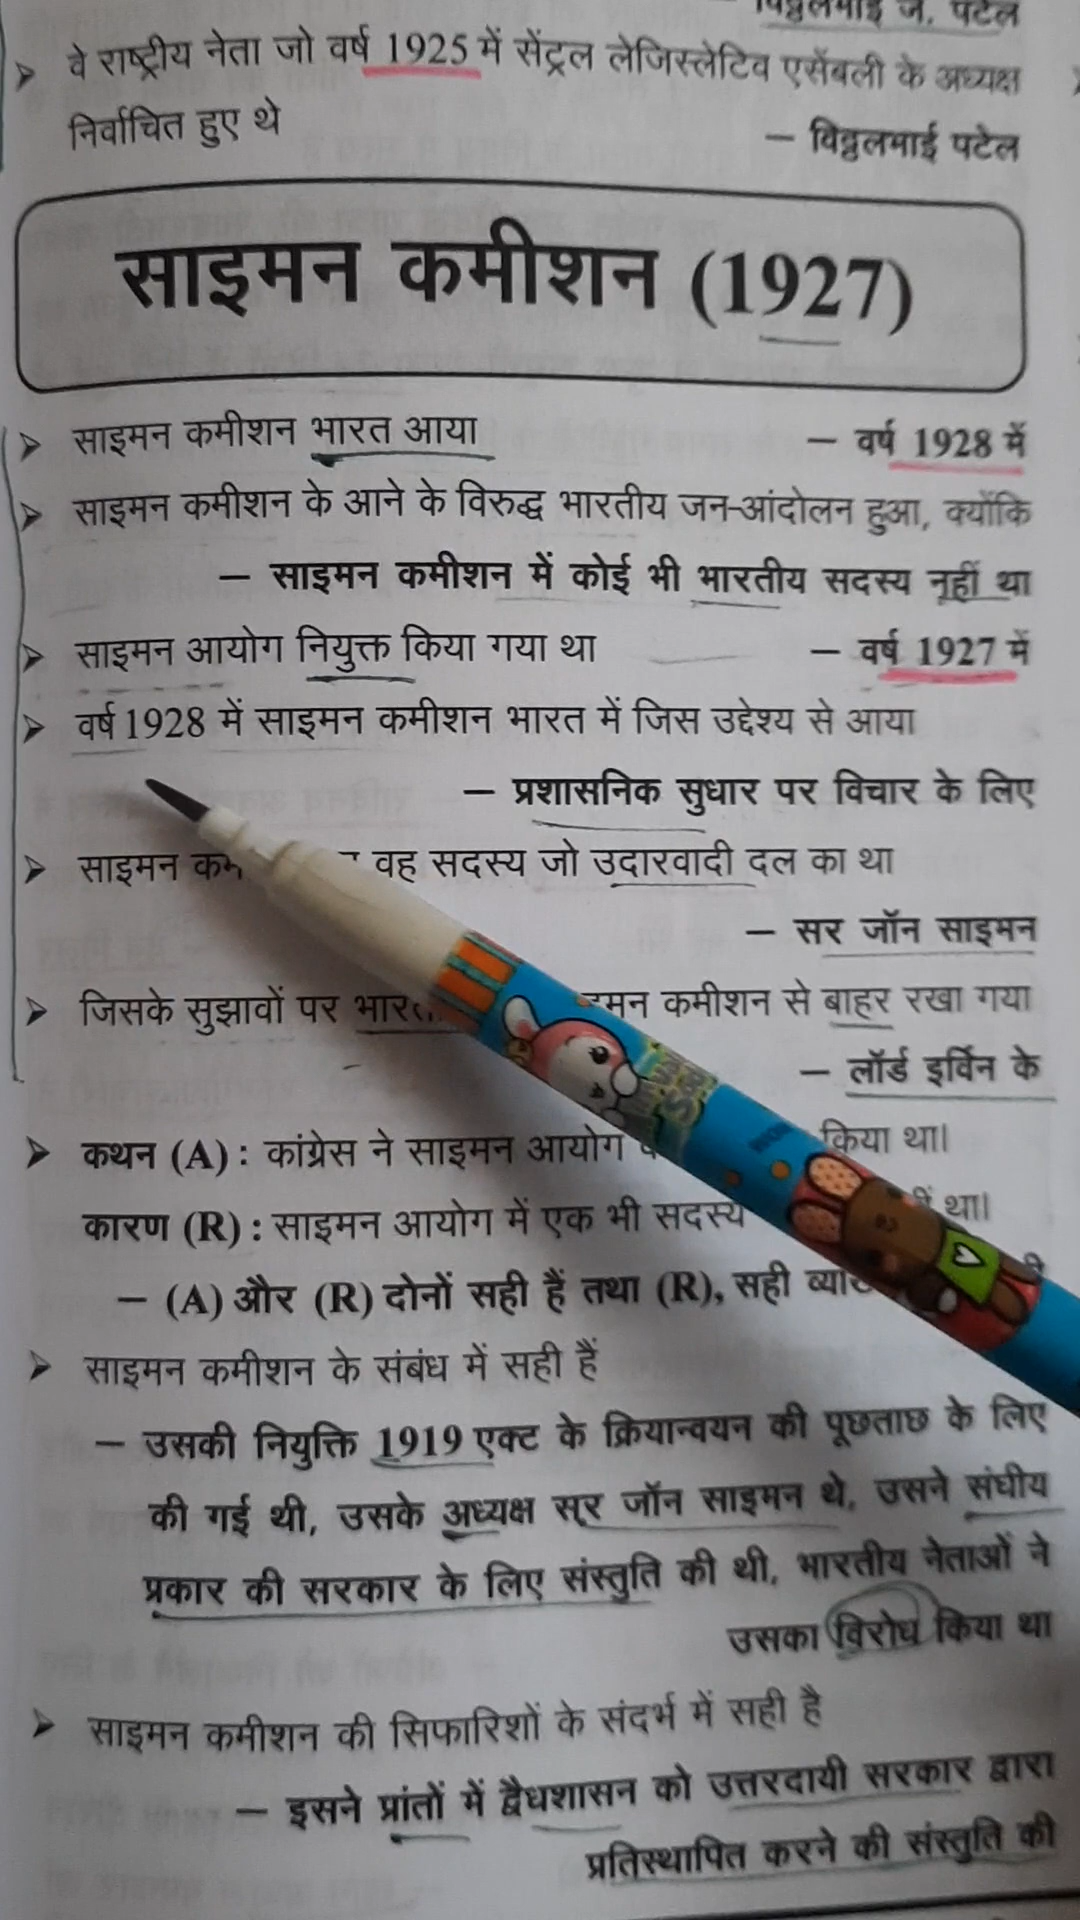 विट्ठलभाई जे. पटेल
➤ वे राष्ट्रीय नेता जो वर्ष 1925 में सेंट्रल लेजिस्लेटिव एसेंबली के अध्यक्ष
निर्वाचित हुए थे – विट्ठलभाई पटेल
साइमन कमीशन (1927)
➤ साइमन कमीशन भारत आया – वर्ष 1928 में
➤ साइमन कमीशन के आने के विरुद्ध भारतीय जन-आंदोलन हुआ, क्योंकि
– साइमन कमीशन में कोई भी भारतीय सदस्य नहीं था
➤ साइमन आयोग नियुक्त किया गया था – वर्ष 1927 में
➤ वर्ष 1928 में साइमन कमीशन भारत में जिस उद्देश्य से आया
– प्रशासनिक सुधार पर विचार के लिए
➤ साइमन वह सदस्य जो उदारवादी दल का था
– सर जॉन साइमन
➤ जिसके सुझावों पर कमीशन से बाहर रखा गया
– लॉर्ड इर्विन के
➤ कथन (A) : कांग्रेस ने साइमन आयोग किया था।
कारण (R) : साइमन आयोग में एक भी सदस्य था।
– (A) और (R) दोनों सही हैं तथा (R), सही
➤ साइमन कमीशन के संबंध में सही हैं
– उसकी नियुक्ति 1919 एक्ट के क्रियान्वयन की पूछताछ के लिए
की गई थी, उसके अध्यक्ष सर जॉन साइमन थे, उसने संघीय
प्रकार की सरकार के लिए संस्तुति की थी, भारतीय नेताओं ने
उसका विरोध किया था
➤ साइमन कमीशन की सिफारिशों के संदर्भ में सही है
– इसने प्रांतों में द्वैधशासन को उत्तरदायी सरकार द्वारा
प्रतिस्थापित करने की संस्तुति की